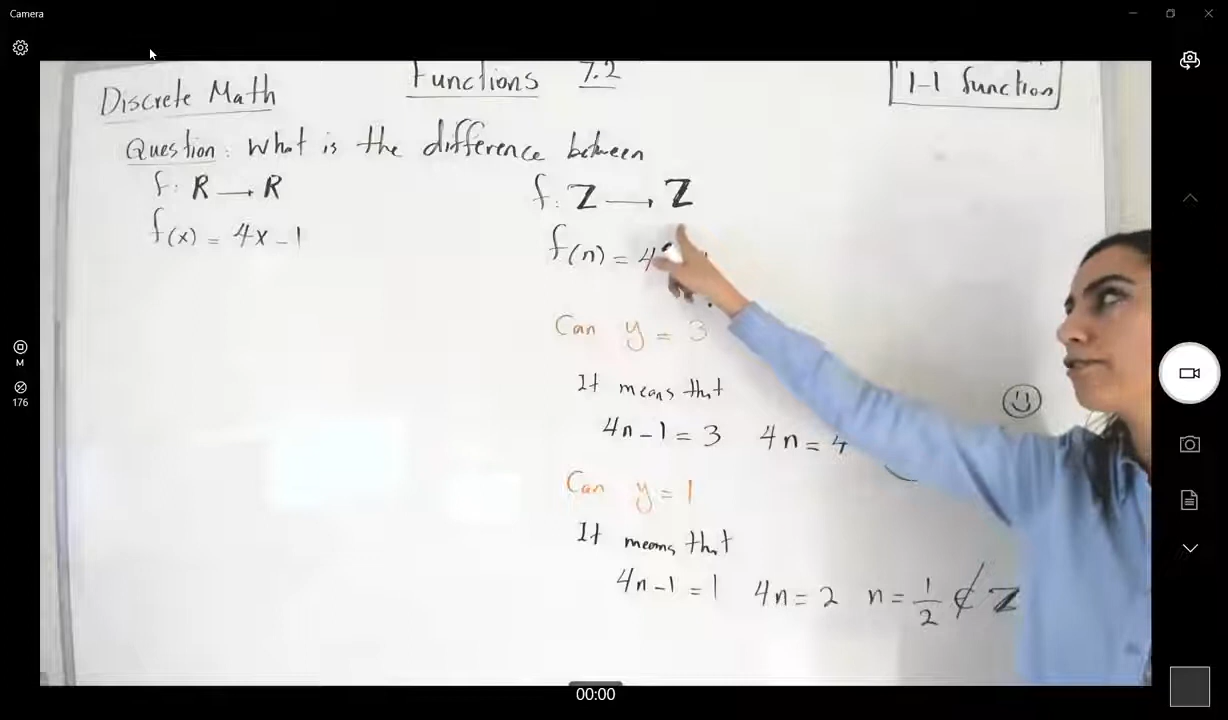 Camera
Discrete Math
Functions 7.2
1-1 function
Question: What is the difference between
f: R → R
f: Z → Z
f(x) = 4x - 1
f(n) = 4
Can y = 3
It means that
4n - 1 = 3 4n = 4
Can y = 1
It means that
4n - 1 = 1 4n = 2 n = 1/2 ∉ Z
M
176
00:00